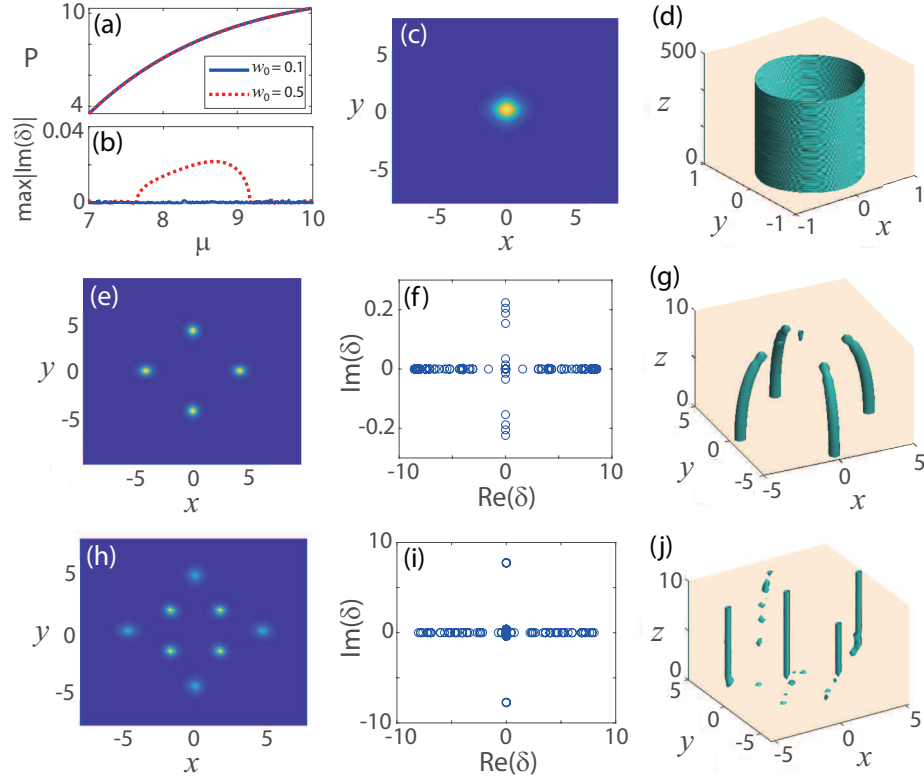 (a)
P
10
4
w₀ = 0.1
w₀ = 0.5
(b)
max|Im(δ)|
0.04
0
7 8 9 10
μ
(c)
y
5
0
-5
-5 0 5
x
(d)
z
500
0
1
0
-1
y
-1
0
1
x
(e)
y
5
0
-5
-5 0 5
x
(f)
Im(δ)
0.2
0
-0.2
-10 0 10
Re(δ)
(g)
z
10
5
0
5
0
-5
y
-5
0
5
x
(h)
y
5
0
-5
-5 0 5
x
(i)
Im(δ)
10
0
-10
-10 0 10
Re(δ)
(j)
z
10
5
0
5
0
-5
y
-5
0
5
x